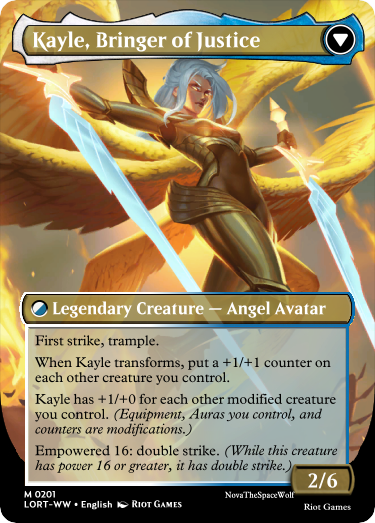 Kayle, Bringer of Justice
Legendary Creature — Angel Avatar
First strike, trample.
When Kayle transforms, put a +1/+1 counter on
each other creature you control.
Kayle has +1/+0 for each other modified creature
you control. (Equipment, Auras you control, and
counters are modifications.)
Empowered 16: double strike. (While this creature
has power 16 or greater, it has double strike.)
2/6
M 0201
NovaTheSpaceWolf
LORT-WW • English Riot Games
Riot Games